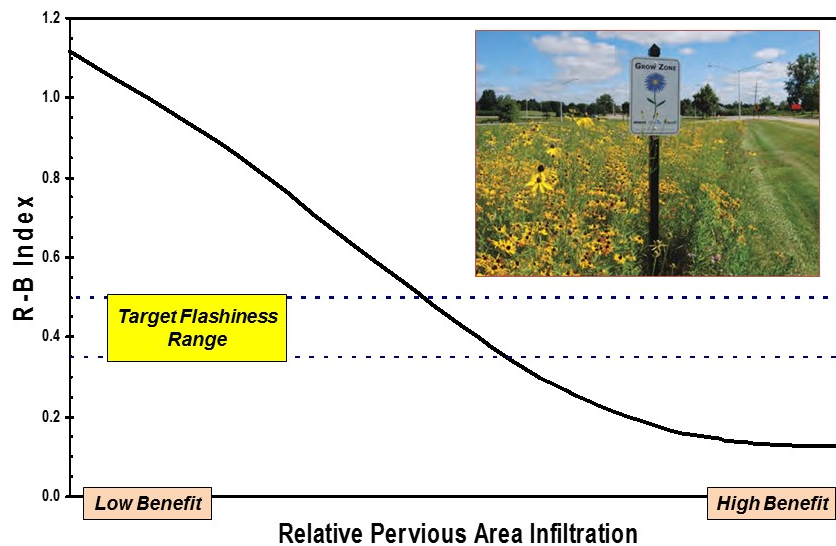 1.2
1.0
0.8
0.6
0.4
0.2
0.0
R-B Index
GROW ZONE
Target Flashiness
Range
Low Benefit
High Benefit
Relative Pervious Area Infiltration